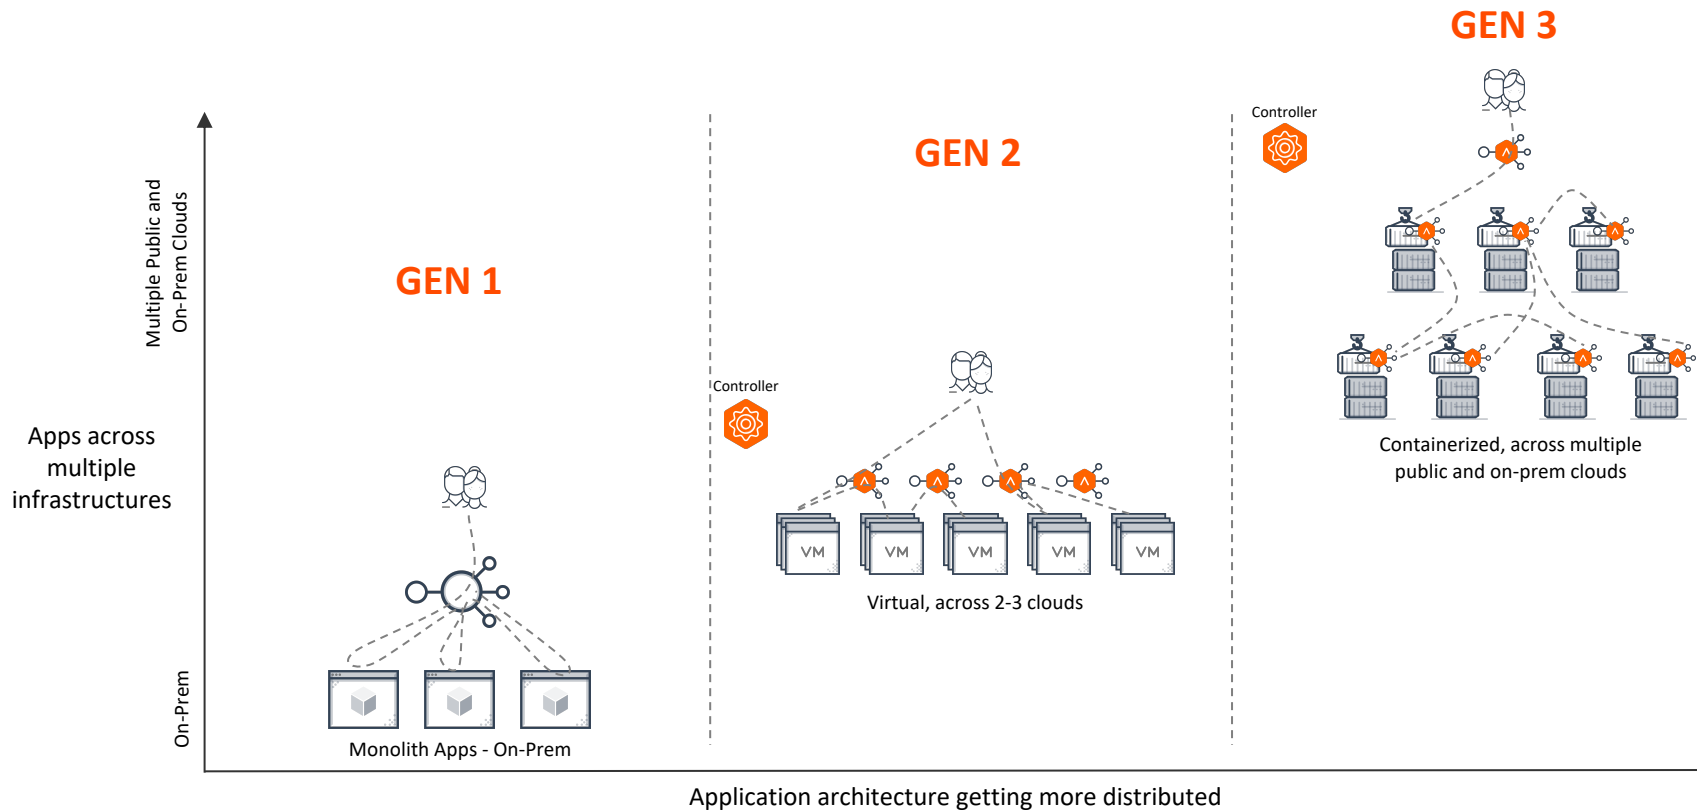 GEN 3
Controller
GEN 2
Multiple Public and
On-Prem Clouds
GEN 1
Controller
Apps across
multiple
infrastructures
Containerized, across multiple
public and on-prem clouds
VM
VM
VM
VM
VM
Virtual, across 2-3 clouds
On-Prem
Monolith Apps - On-Prem
Application architecture getting more distributed